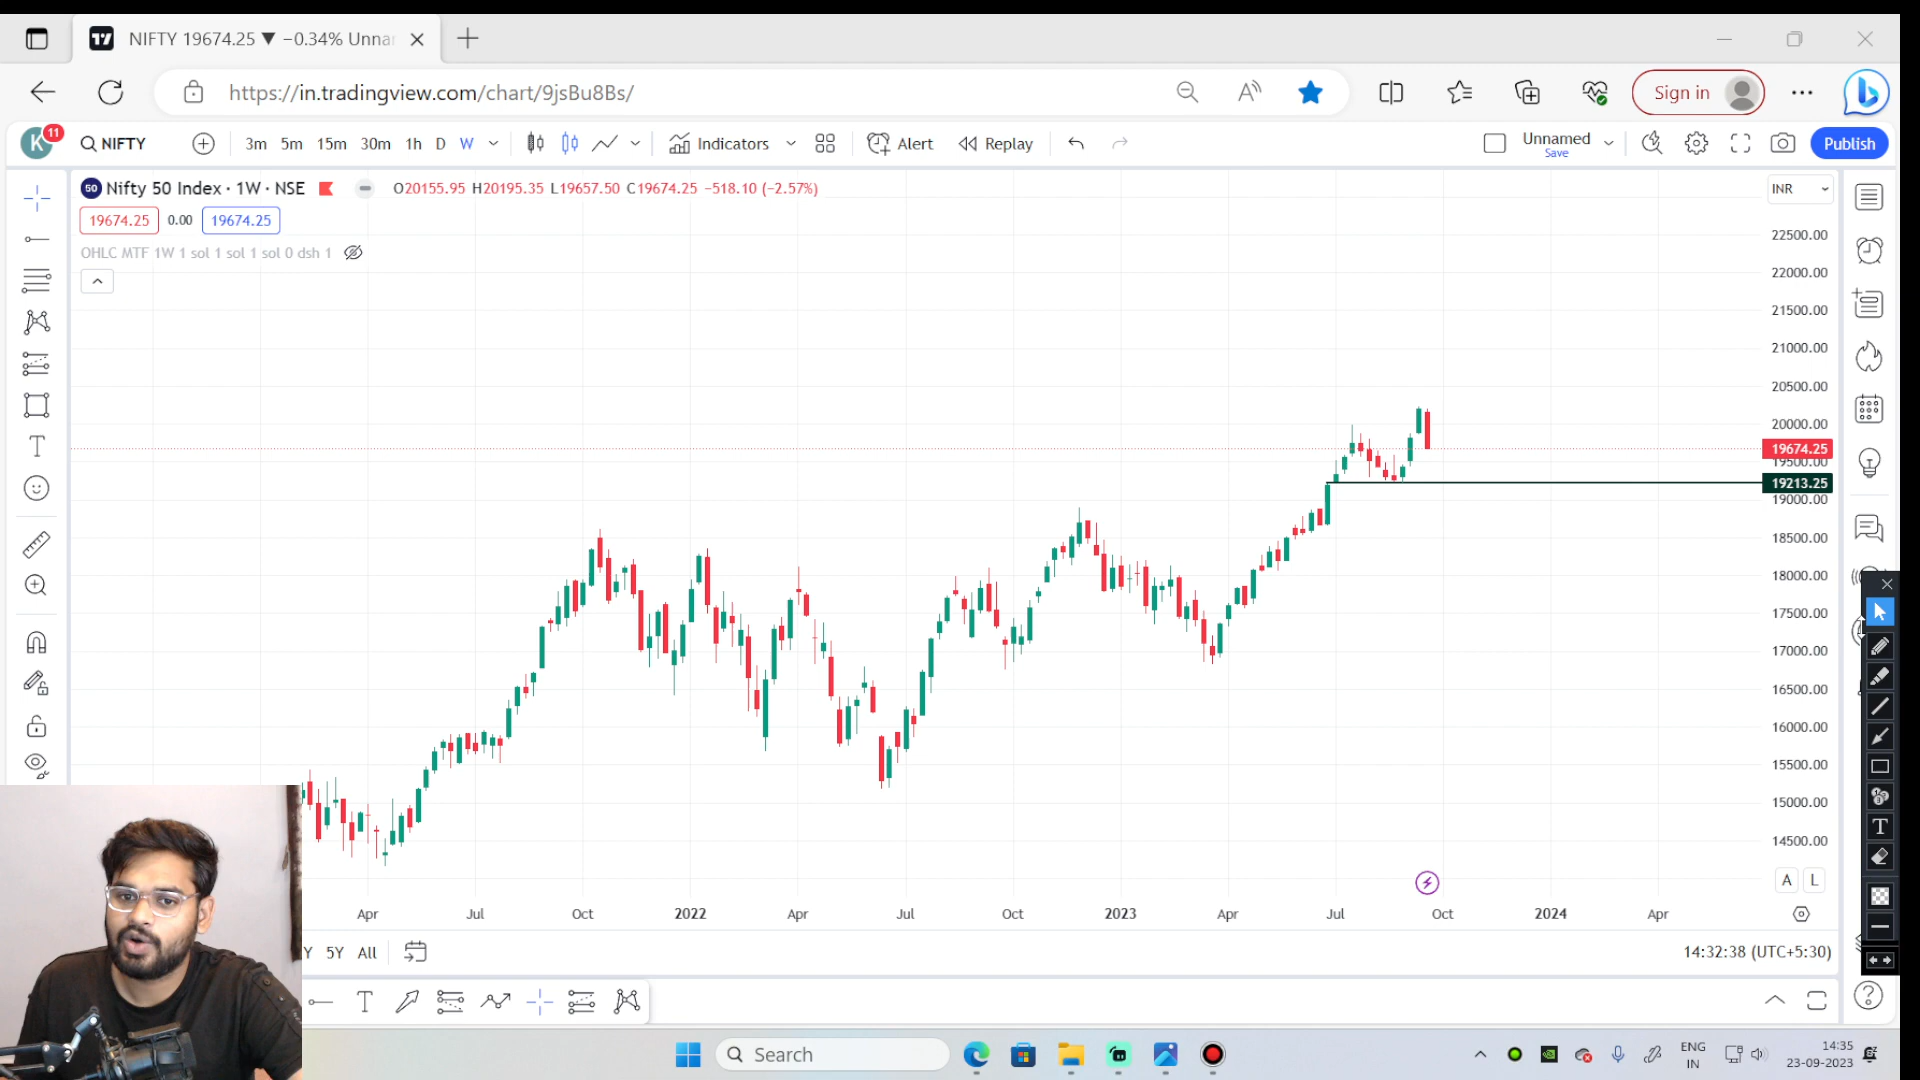 NIFTY 19674.25 ▼ −0.34% Unnar
https://in.tradingview.com/chart/9jsBu8Bs/
Sign in
K 11 NIFTY 3m 5m 15m 30m 1h D W Indicators Alert Replay Unnamed Save Publish
50 Nifty 50 Index · 1W · NSE O20155.95 H20195.35 L19657.50 C19674.25 −518.10 (−2.57%) INR
19674.25 0.00 19674.25
OHLC MTF 1W 1 sol 1 sol 1 sol 0 dsh 1
22500.00
22000.00
21500.00
21000.00
20500.00
20000.00
19674.25
19500.00
19213.25
19000.00
18500.00
18000.00
17500.00
17000.00
16500.00
16000.00
15500.00
15000.00
14500.00
A L
Apr Jul Oct 2022 Apr Jul Oct 2023 Apr Jul Oct 2024 Apr
Y 5Y All 14:32:38 (UTC+5:30)
Search
ENG
IN
14:35
23-09-2023